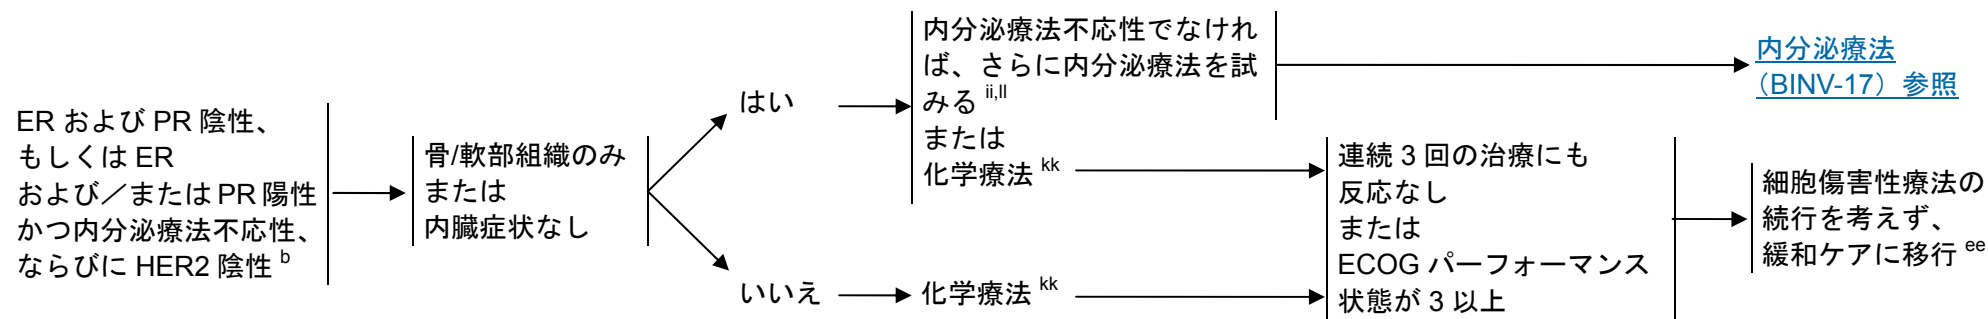 ER および PR 陰性、
もしくは ER
および／または PR 陽性
かつ内分泌療法不応性、
ならびに HER2 陰性 b
骨/軟部組織のみ
または
内臓症状なし
はい
いいえ
内分泌療法不応性でなけれ
ば、さらに内分泌療法を試
みる ii,ll
または
化学療法 kk
化学療法 kk
内分泌療法
（BINV-17）参照
連続 3 回の治療にも
反応なし
または
ECOG パーフォーマンス
状態が 3 以上
細胞傷害性療法の
続行を考えず、
緩和ケアに移行 ee